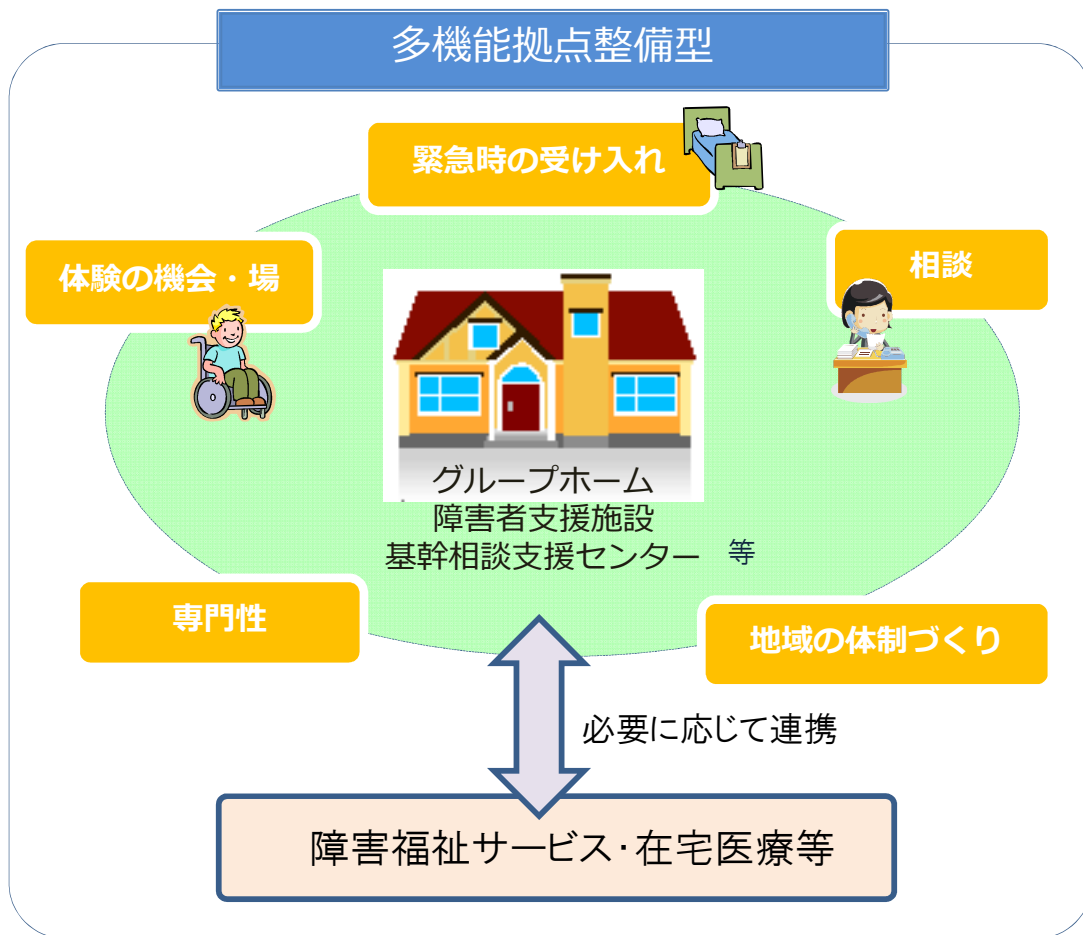 多機能拠点整備型
緊急時の受け入れ
体験の機会・場
相談
グループホーム
障害者支援施設
基幹相談支援センター 等
専門性
地域の体制づくり
必要に応じて連携
障害福祉サービス・在宅医療等